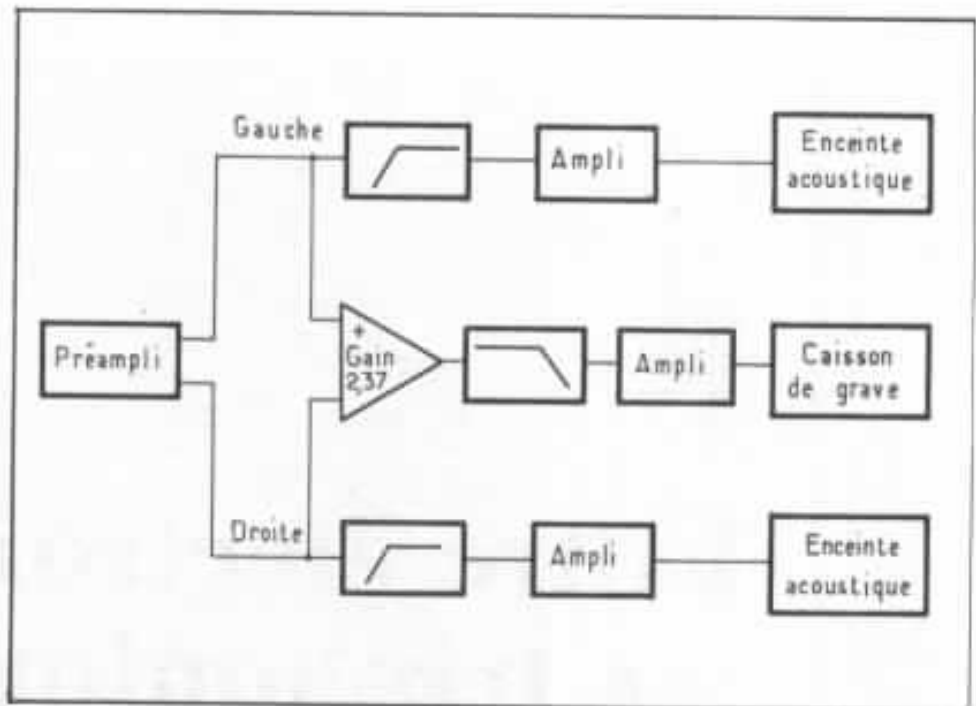 Gauche
Ampli
Enceinte
acoustique
Préampli
+
Gain
2,37
Ampli
Caisson
de grave
Droite
Ampli
Enceinte
acoustique